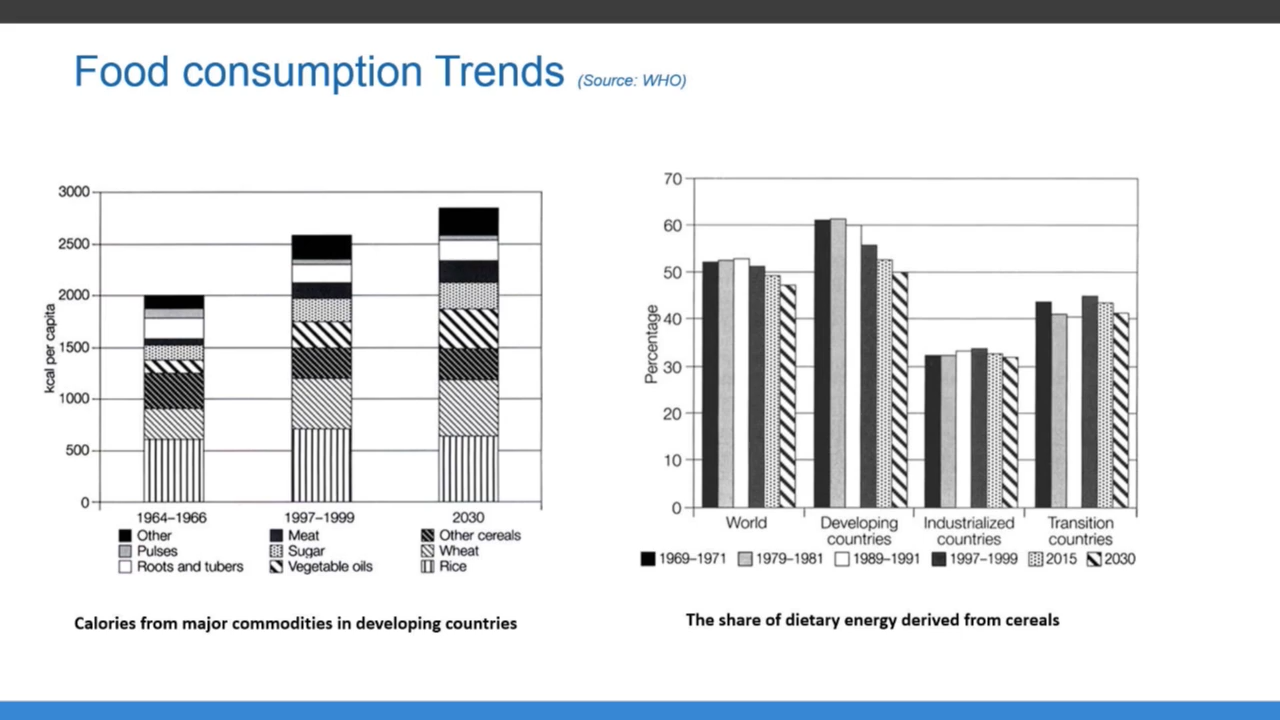 Food consumption Trends (Source: WHO)
3000
2500
2000
1500
1000
500
0
kcal per capita
1964–1966 1997–1999 2030
Other Meat Other cereals
Pulses Sugar Wheat
Roots and tubers Vegetable oils Rice
Calories from major commodities in developing countries
70
60
50
40
30
20
10
0
Percentage
World Developing Industrialized Transition
countries countries countries
1969–1971 1979–1981 1989–1991 1997–1999 2015 2030
The share of dietary energy derived from cereals